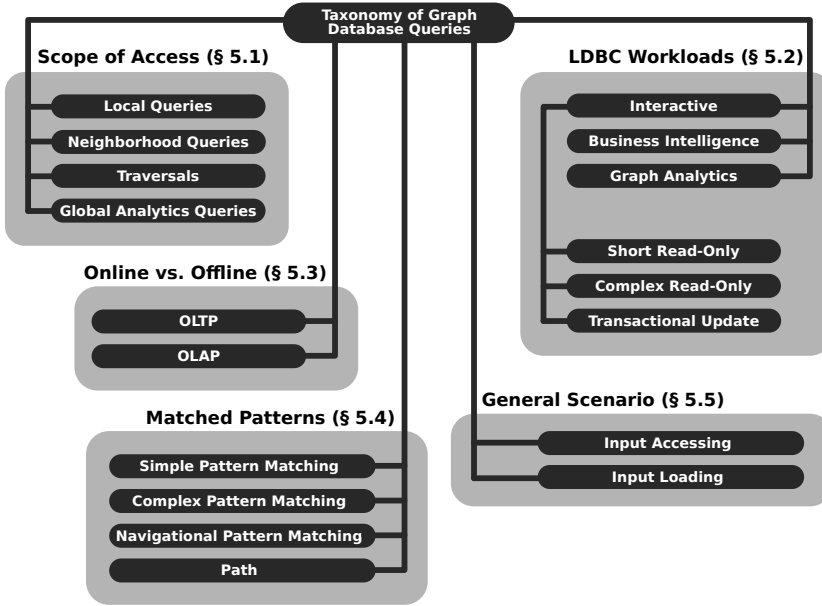 Taxonomy of Graph
Database Queries
Scope of Access (§ 5.1)
Local Queries
Neighborhood Queries
Traversals
Global Analytics Queries
LDBC Workloads (§ 5.2)
Interactive
Business Intelligence
Graph Analytics
Short Read-Only
Complex Read-Only
Transactional Update
Online vs. Offline (§ 5.3)
OLTP
OLAP
Matched Patterns (§ 5.4)
Simple Pattern Matching
Complex Pattern Matching
Navigational Pattern Matching
Path
General Scenario (§ 5.5)
Input Accessing
Input Loading